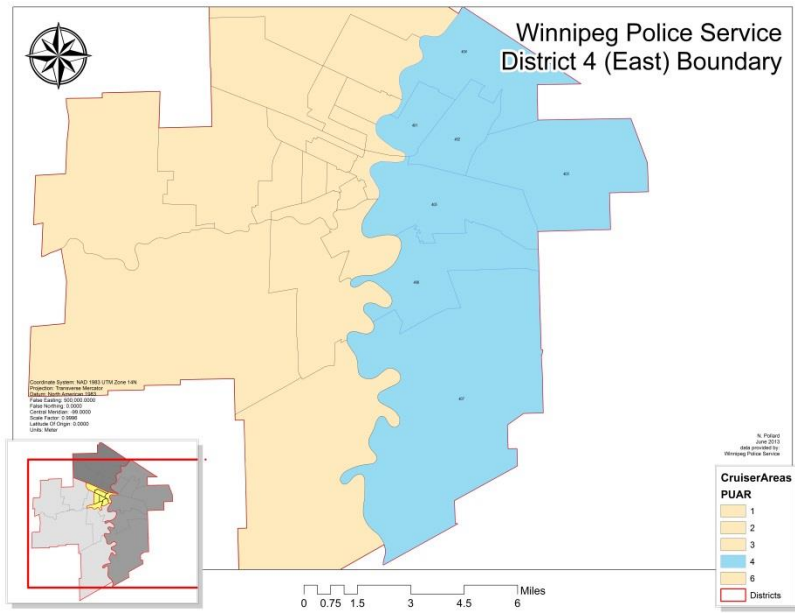 Winnipeg Police Service
District 4 (East) Boundary
Coordinate System: NAD 1983 UTM Zone 14N
Projection: Transverse Mercator
Datum: North American 1983
False Easting: 500,000.0000
False Northing: 0.0000
Central Meridian: -99.0000
Scale Factor: 0.9996
Latitude Of Origin: 0.0000
Units: Meter
N. Pollard
June 2013
data provided by:
Winnipeg Police Service
CruiserAreas
PUAR
1
2
3
4
6
Districts
Miles
0 0.75 1.5 3 4.5 6